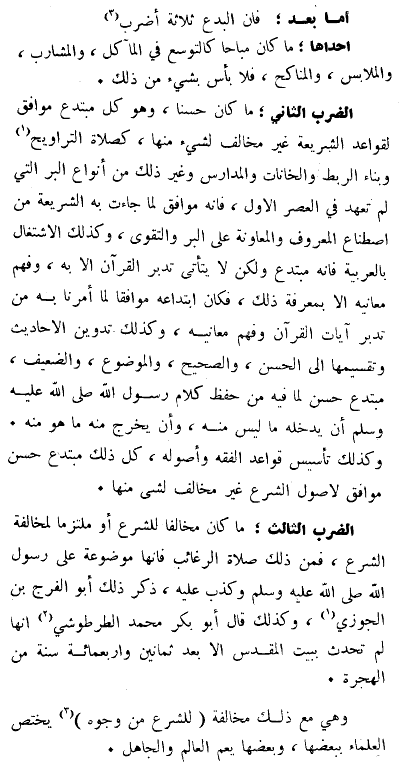 أما بعد ؛ فان البدع ثلاثة أضرب(٣)
احداها ؛ ما كان مباحا كالتوسع في المآكل ، والمشارب ،
والملابس ، والمناكح ، فلا بأس بشيء من ذلك .
الضرب الثاني ؛ ما كان حسنا ، وهو كل مبتدع موافق
لقواعد الشريعة غير مخالف لشيء منها ، كصلاة التراويح(١)
وبناء الربط والخانات والمدارس وغير ذلك من أنواع البر التي
لم تعهد في العصر الاول ، فانه موافق لما جاءت به الشريعة من
اصطناع المعروف والمعاونة على البر والتقوى ، وكذلك الاشتغال
بالعربية فانه مبتدع ولكن لا يتأتى تدبر القرآن الا به ، وفهم
معانيه الا بمعرفة ذلك ، فكان ابتداعه موافقا لما أمرنا به من
تدبر آيات القرآن وفهم معانيه ، وكذلك تدوين الاحاديث
وتقسيمها الى الحسن ، والصحيح ، والموضوع ، والضعيف ،
مبتدع حسن لما فيه من حفظ كلام رسول الله صلى الله عليه
وسلم أن يدخله ما ليس منه ، وأن يخرج منه ما هو منه .
وكذلك تأسيس قواعد الفقه وأصوله ، كل ذلك مبتدع حسن
موافق لاصول الشرع غير مخالف لشى منها .
الضرب الثالث ؛ ما كان مخالفا للشرع أو ملتزما لمخالفة
الشرع ، فمن ذلك صلاة الرغائب فانها موضوعة على رسول
الله صلى الله عليه وسلم وكذب عليه ، ذكر ذلك أبو الفرج بن
الجوزي(١) ، وكذلك قال أبو بكر محمد الطرطوشي(٢) انها
لم تحدث ببيت المقدس الا بعد ثمانين واربعمائة سنة من
الهجرة .
وهي مع ذلك مخالفة ( للشرع من وجوه )(٣) يختص
العلماء ببعضها ، وبعضها يعم العالم والجاهل .